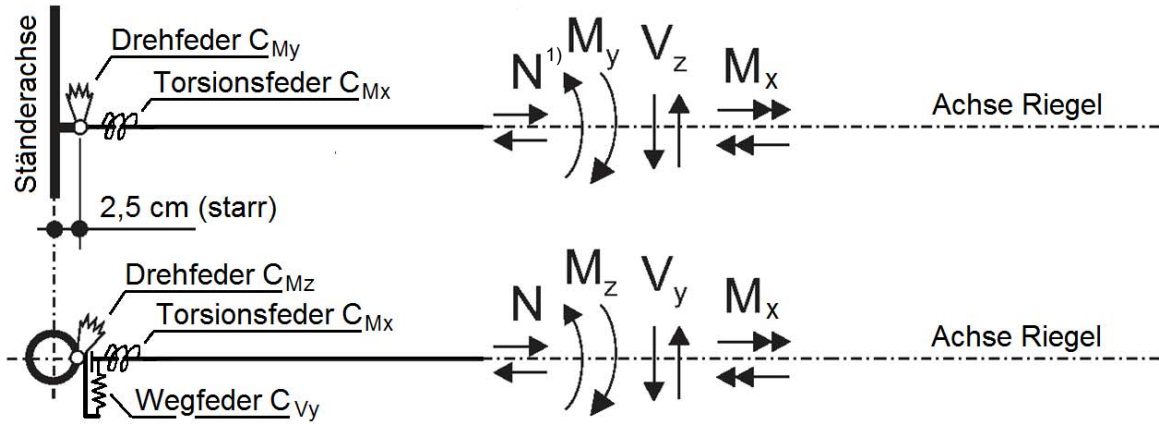 Ständerachse
Drehfeder C_My
Torsionsfeder C_Mx
N 1) M_y V_z M_x
Achse Riegel
2,5 cm (starr)
Drehfeder C_Mz
Torsionsfeder C_Mx
Wegfeder C_Vy
N M_z V_y M_x
Achse Riegel